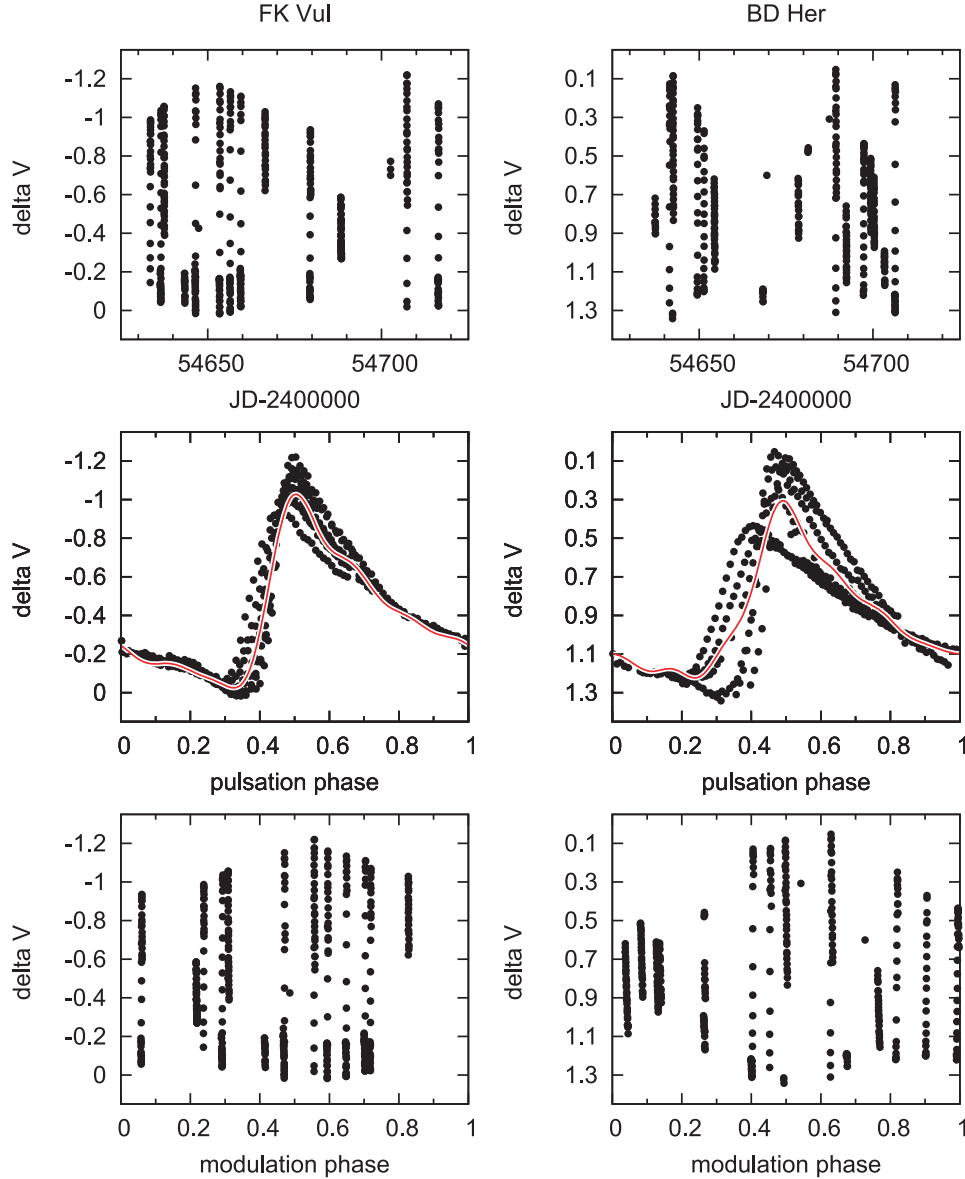 FK Vul
BD Her
-1.2
-1
-0.8
-0.6
-0.4
-0.2
0
delta V
54650
54700
JD-2400000
0.1
0.3
0.5
0.7
0.9
1.1
1.3
delta V
54650
54700
JD-2400000
-1.2
-1
-0.8
-0.6
-0.4
-0.2
0
delta V
0 0.2 0.4 0.6 0.8 1
pulsation phase
0.1
0.3
0.5
0.7
0.9
1.1
1.3
delta V
0 0.2 0.4 0.6 0.8 1
pulsation phase
-1.2
-1
-0.8
-0.6
-0.4
-0.2
0
delta V
0 0.2 0.4 0.6 0.8 1
modulation phase
0.1
0.3
0.5
0.7
0.9
1.1
1.3
delta V
0 0.2 0.4 0.6 0.8 1
modulation phase